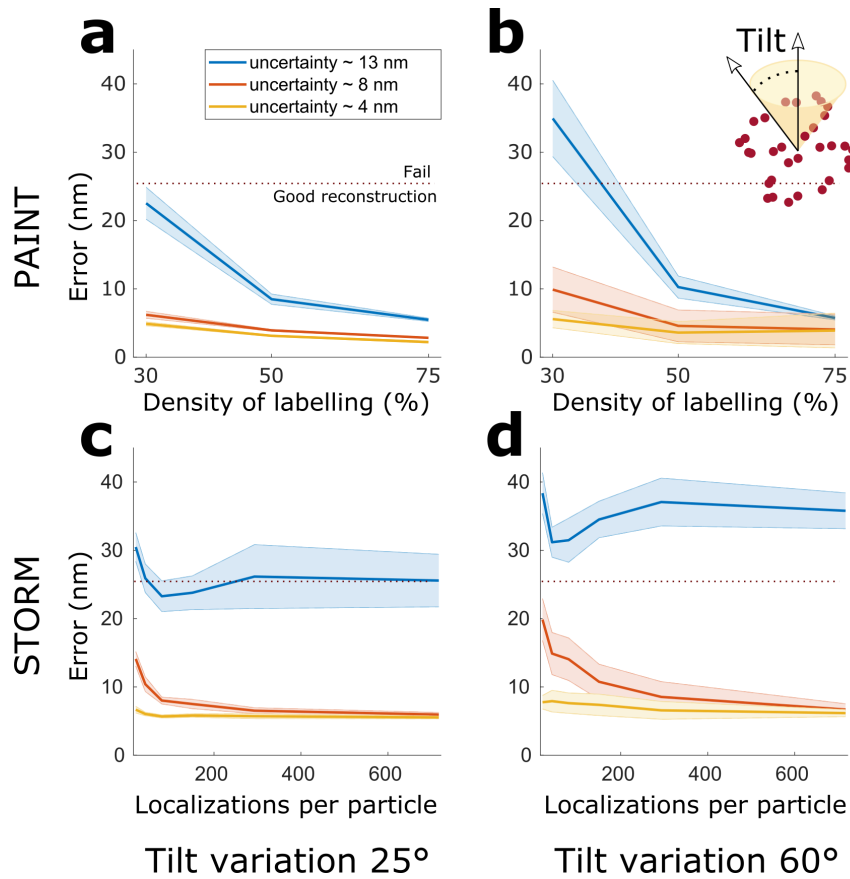 a
b
uncertainty ~ 13 nm
uncertainty ~ 8 nm
uncertainty ~ 4 nm
Tilt
40
30
20
10
0
Fail
Good reconstruction
40
30
20
10
0
PAINT
Error (nm)
30 50 75
30 50 75
Density of labelling (%)
Density of labelling (%)
c
d
40
30
20
10
0
40
30
20
10
0
STORM
Error (nm)
200 400 600
200 400 600
Localizations per particle
Localizations per particle
Tilt variation 25°
Tilt variation 60°